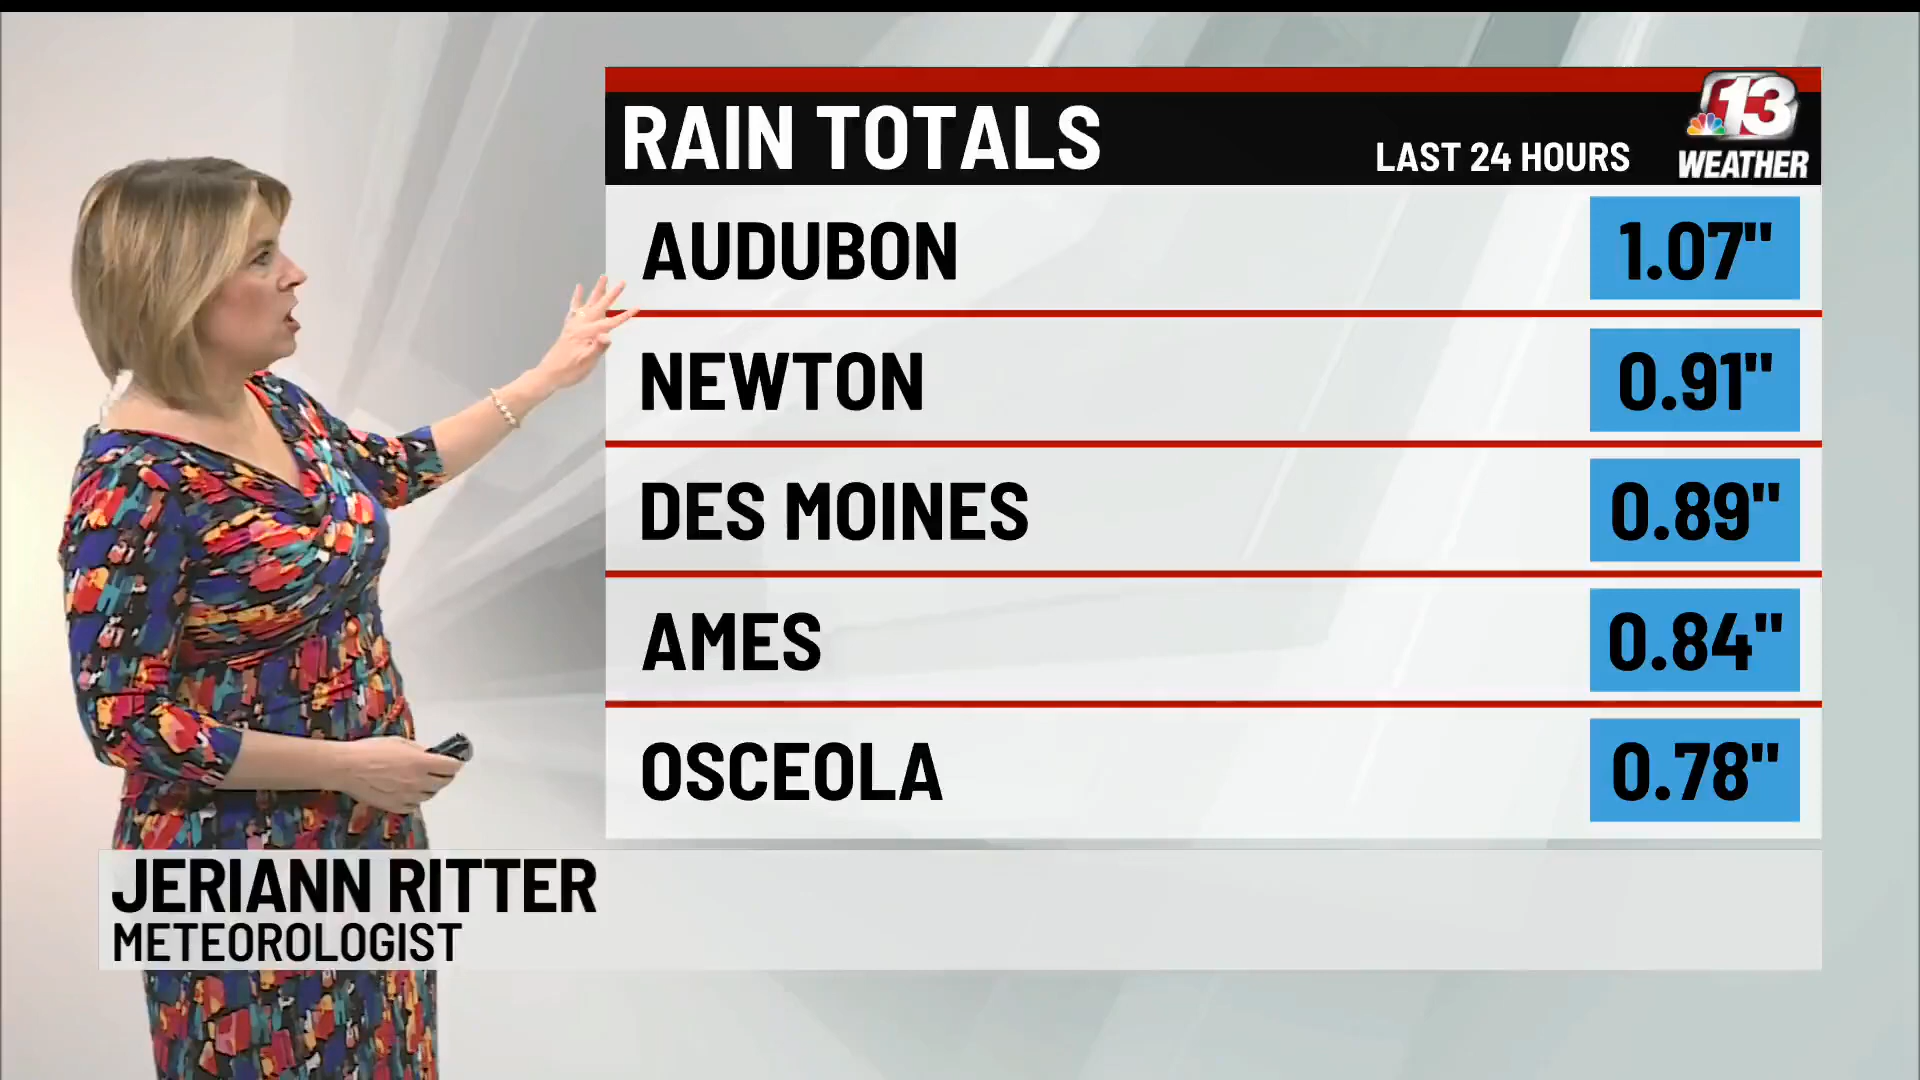 RAIN TOTALS
LAST 24 HOURS
13
WEATHER
AUDUBON 1.07"
NEWTON 0.91"
DES MOINES 0.89"
AMES 0.84"
OSCEOLA 0.78"
JERIANN RITTER
METEOROLOGIST